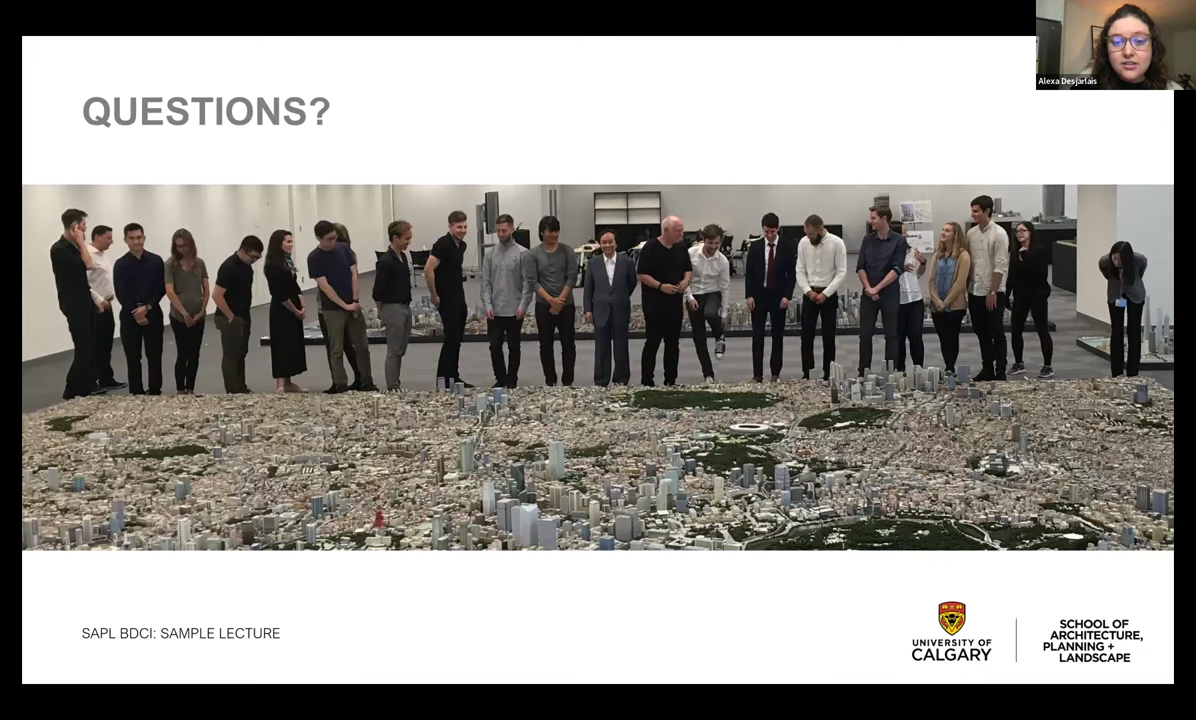 Alexa Desjarlais
QUESTIONS?
SAPL BDCI: SAMPLE LECTURE
UNIVERSITY OF
CALGARY
SCHOOL OF
ARCHITECTURE,
PLANNING +
LANDSCAPE